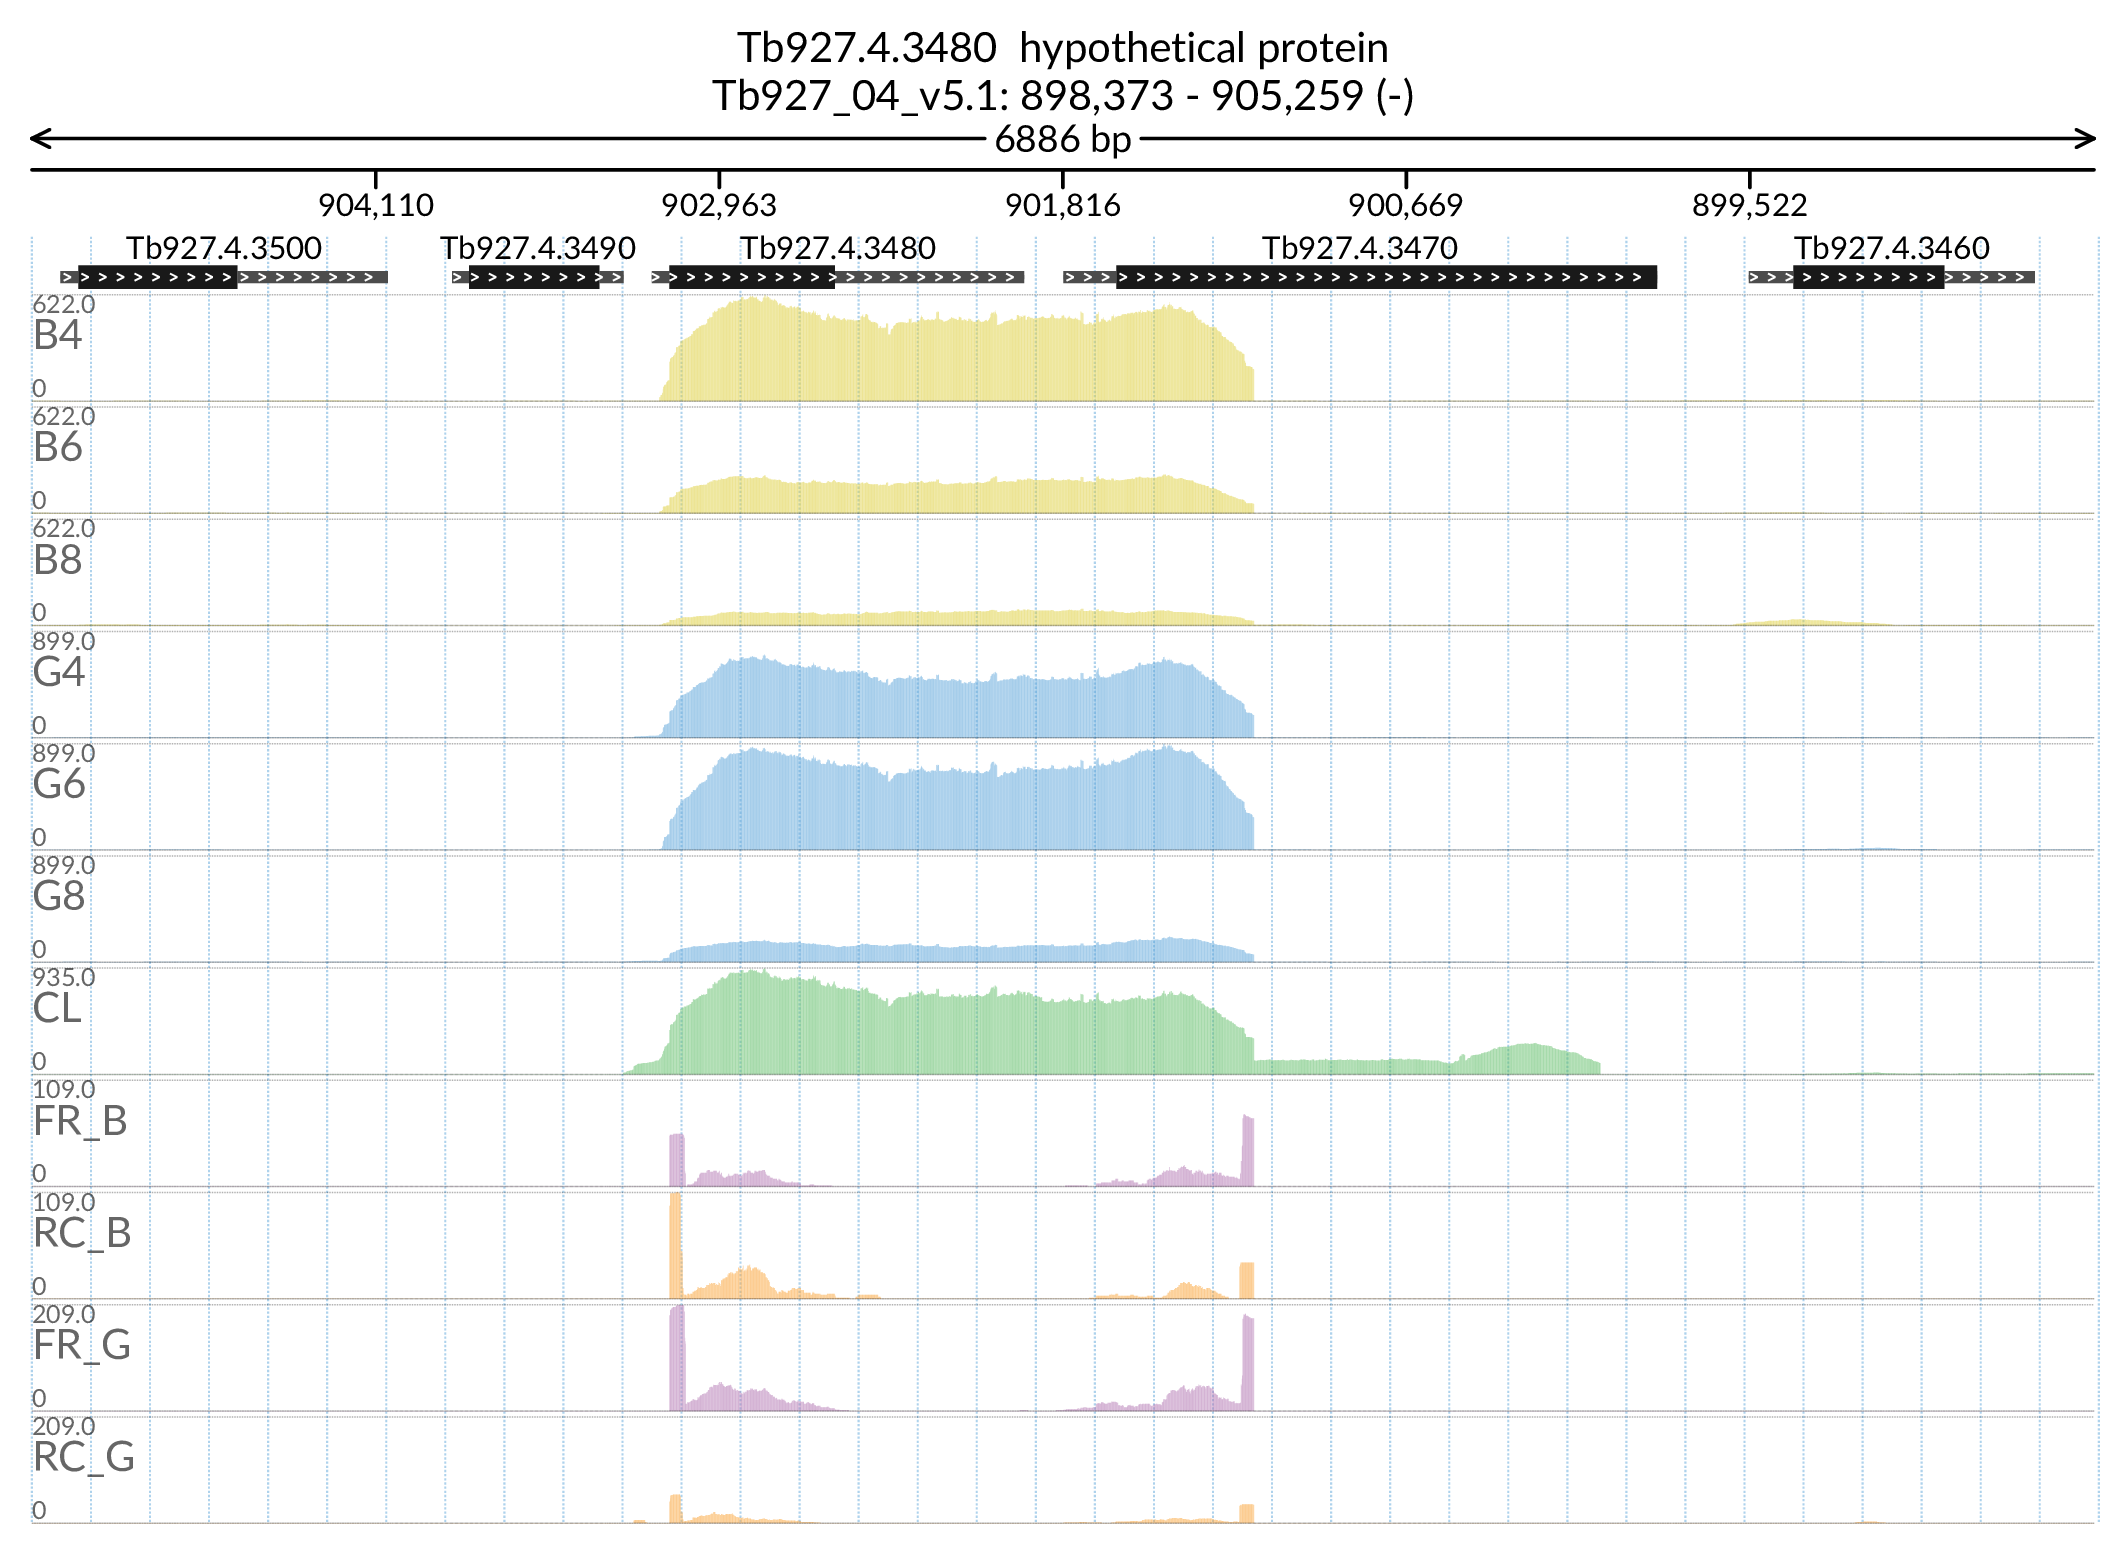 Tb927.4.3480 hypothetical protein
Tb927_04_v5.1: 898,373 - 905,259 (-)
6886 bp
904,110 902,963 901,816 900,669 899,522
Tb927.4.3500 Tb927.4.3490 Tb927.4.3480 Tb927.4.3470 Tb927.4.3460
622.0
B4
0
622.0
B6
0
622.0
B8
0
899.0
G4
0
899.0
G6
0
899.0
G8
0
935.0
CL
0
109.0
FR_B
0
109.0
RC_B
0
209.0
FR_G
0
209.0
RC_G
0